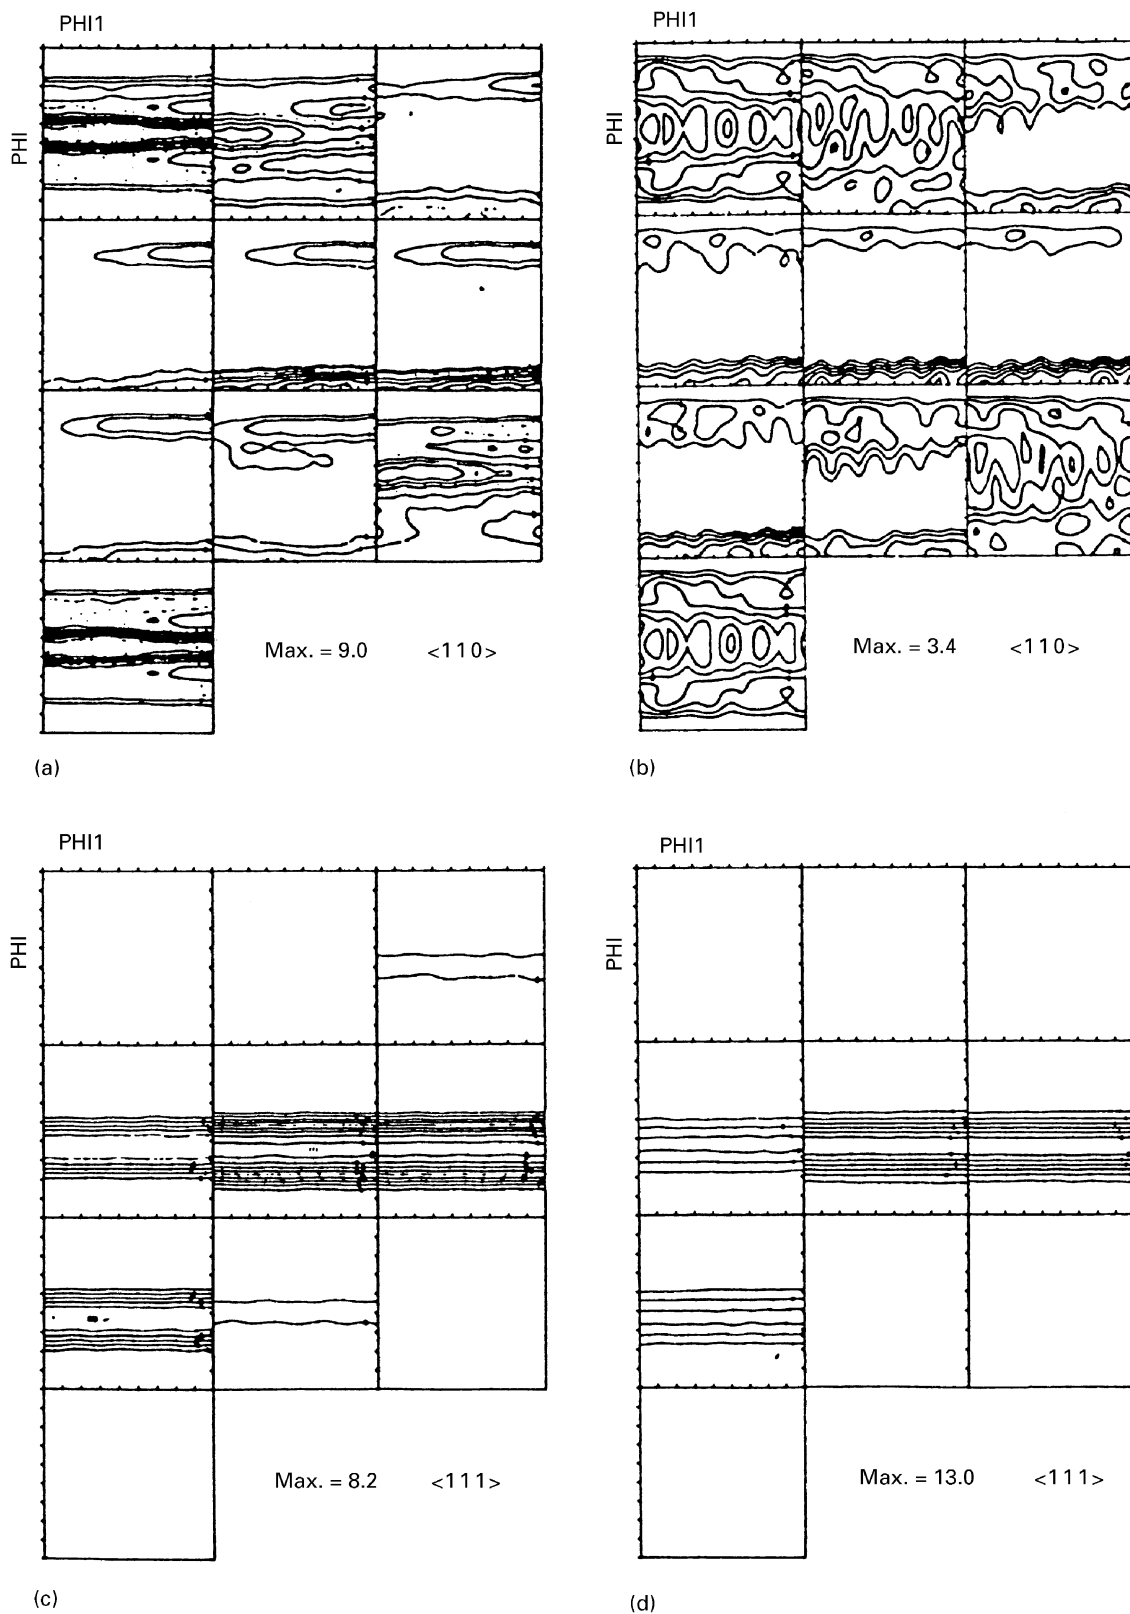 PHI1
PHI
Max. = 9.0 <110>
(a)
PHI1
PHI
Max. = 3.4 <110>
(b)
PHI1
PHI
Max. = 8.2 <111>
(c)
PHI1
PHI
Max. = 13.0 <111>
(d)